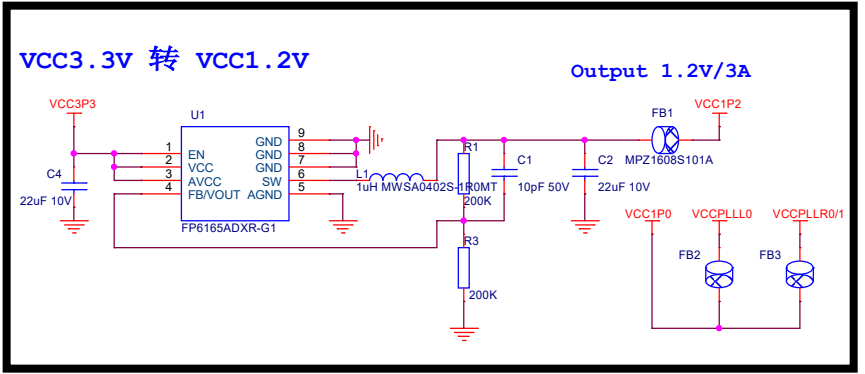 VCC3.3V 转 VCC1.2V
Output 1.2V/3A
VCC3P3
U1
FB1
VCC1P2
MPZ1608S101A
1 EN
2 VCC
3 AVCC
4 FB/VOUT
GND 9
GND 8
GND 7
SW 6
AGND 5
FP6165ADXR-G1
C4
22uF 10V
L1
1uH MWSA0402S-1R0MT
R1
200K
C1
10pF 50V
C2
22uF 10V
R3
200K
VCC1P0
VCCPLLL0
VCCPLLR0/1
FB2
FB3